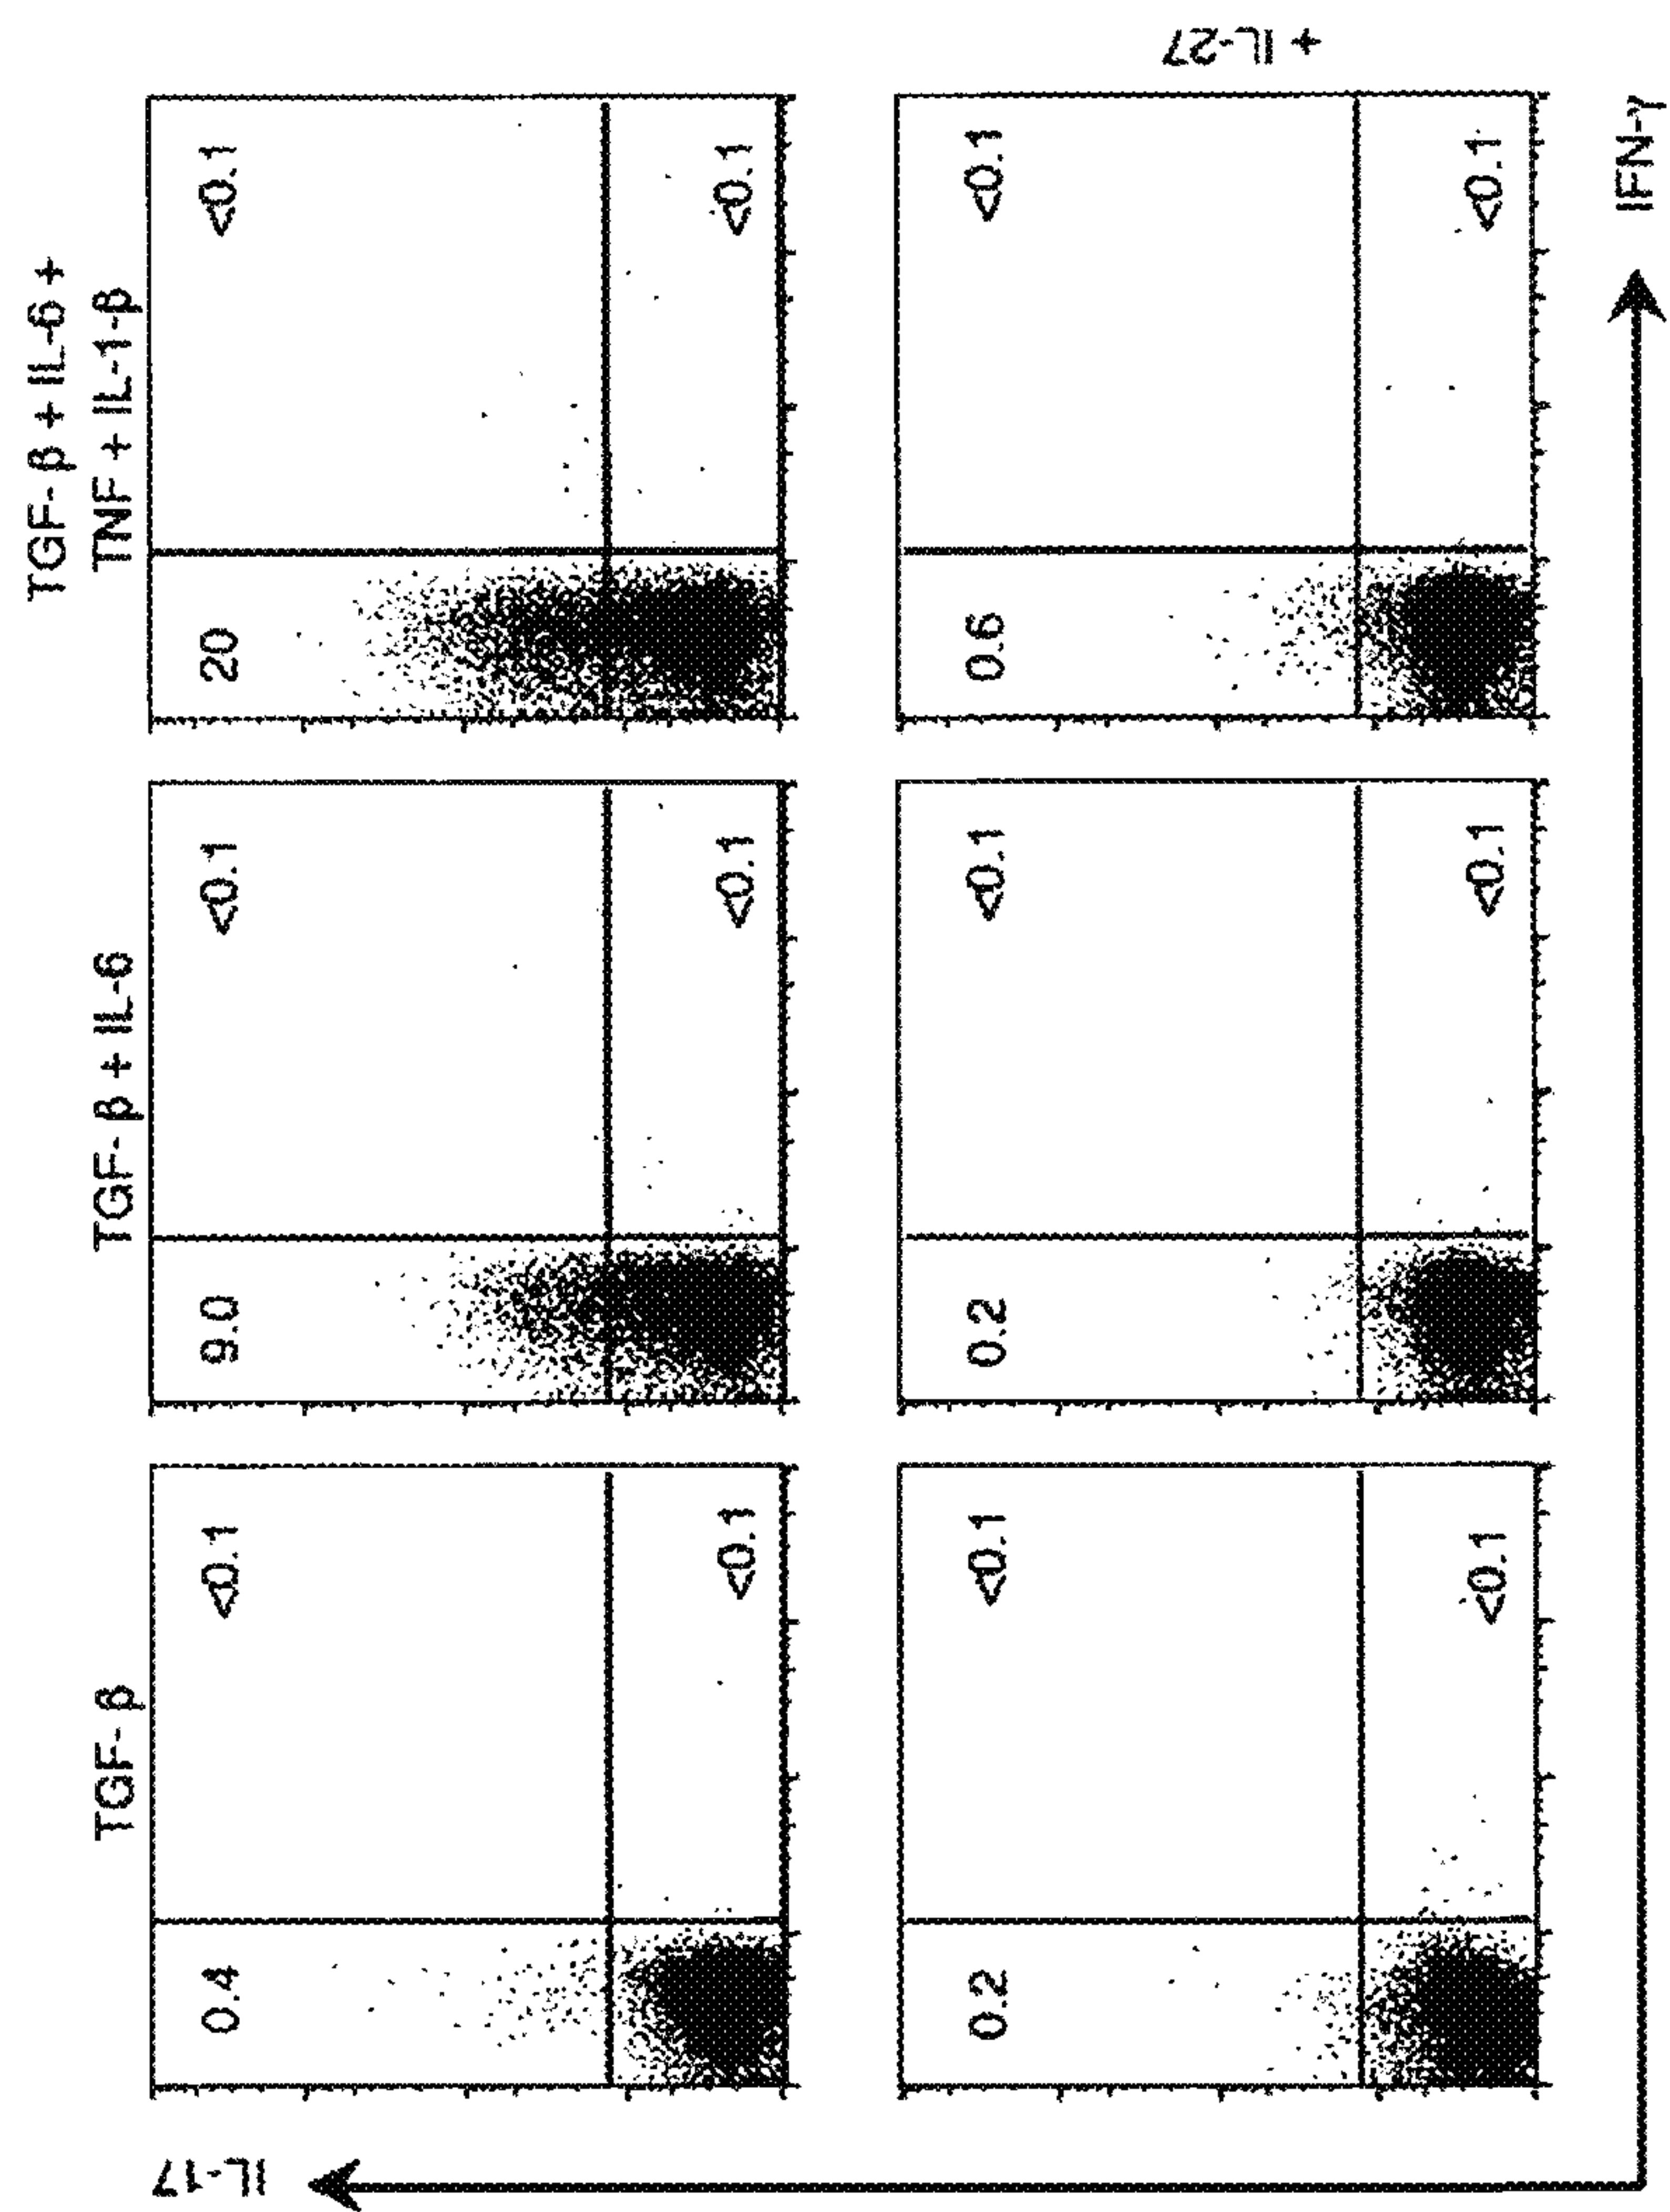 TGF-β
TGF-β + IL-6
TGF-β + IL-6 +
TNF + IL-1-β
IL-17
0.4
<0.1
9.0
<0.1
20
<0.1
<0.1
<0.1
<0.1
0.2
<0.1
0.2
<0.1
0.6
<0.1
+ IL-27
<0.1
<0.1
<0.1
IFN-γ